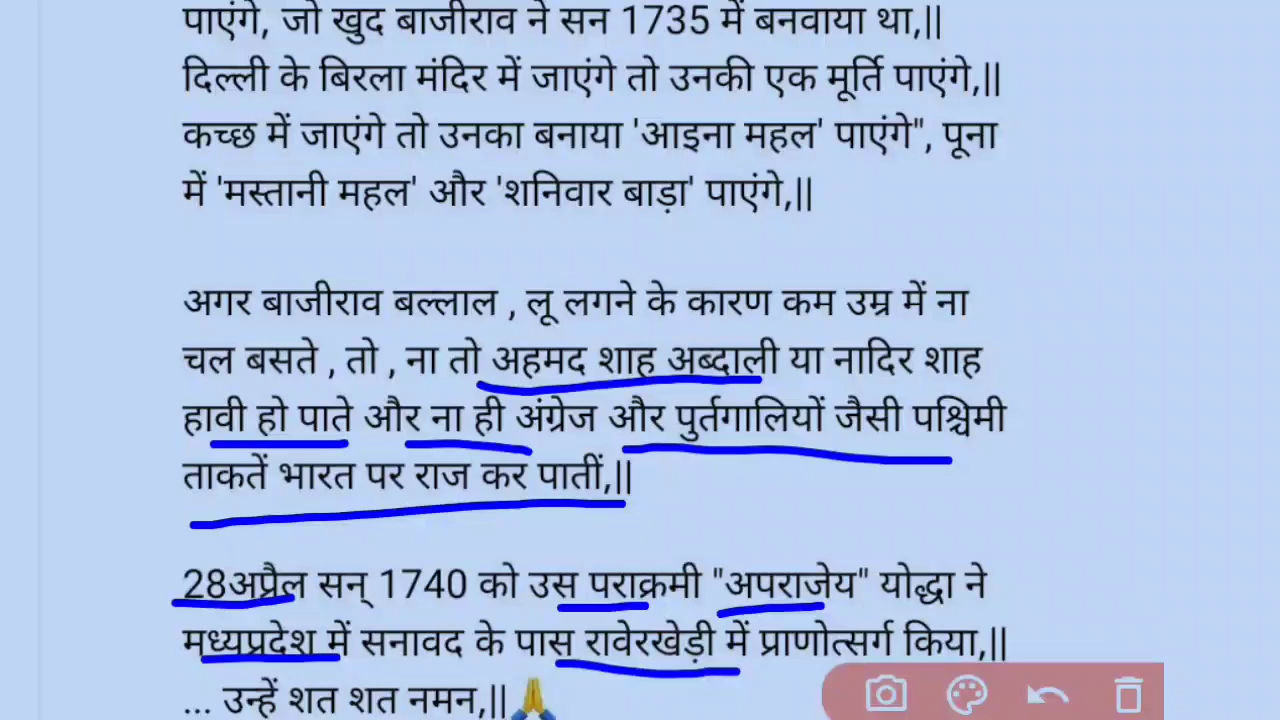 पाएंगे, जो खुद बाजीराव ने सन 1735 में बनवाया था,||
दिल्ली के बिरला मंदिर में जाएंगे तो उनकी एक मूर्ति पाएंगे,||
कच्छ में जाएंगे तो उनका बनाया 'आइना महल' पाएंगे", पूना
में 'मस्तानी महल' और 'शनिवार बाड़ा' पाएंगे,||
अगर बाजीराव बल्लाल , लू लगने के कारण कम उम्र में ना
चल बसते , तो , ना तो अहमद शाह अब्दाली या नादिर शाह
हावी हो पाते और ना ही अंग्रेज और पुर्तगालियों जैसी पश्चिमी
ताकतें भारत पर राज कर पातीं,||
28अप्रैल सन् 1740 को उस पराक्रमी "अपराजेय" योद्धा ने
मध्यप्रदेश में सनावद के पास रावेरखेड़ी में प्राणोत्सर्ग किया,||
... उन्हें शत शत नमन,||🙏